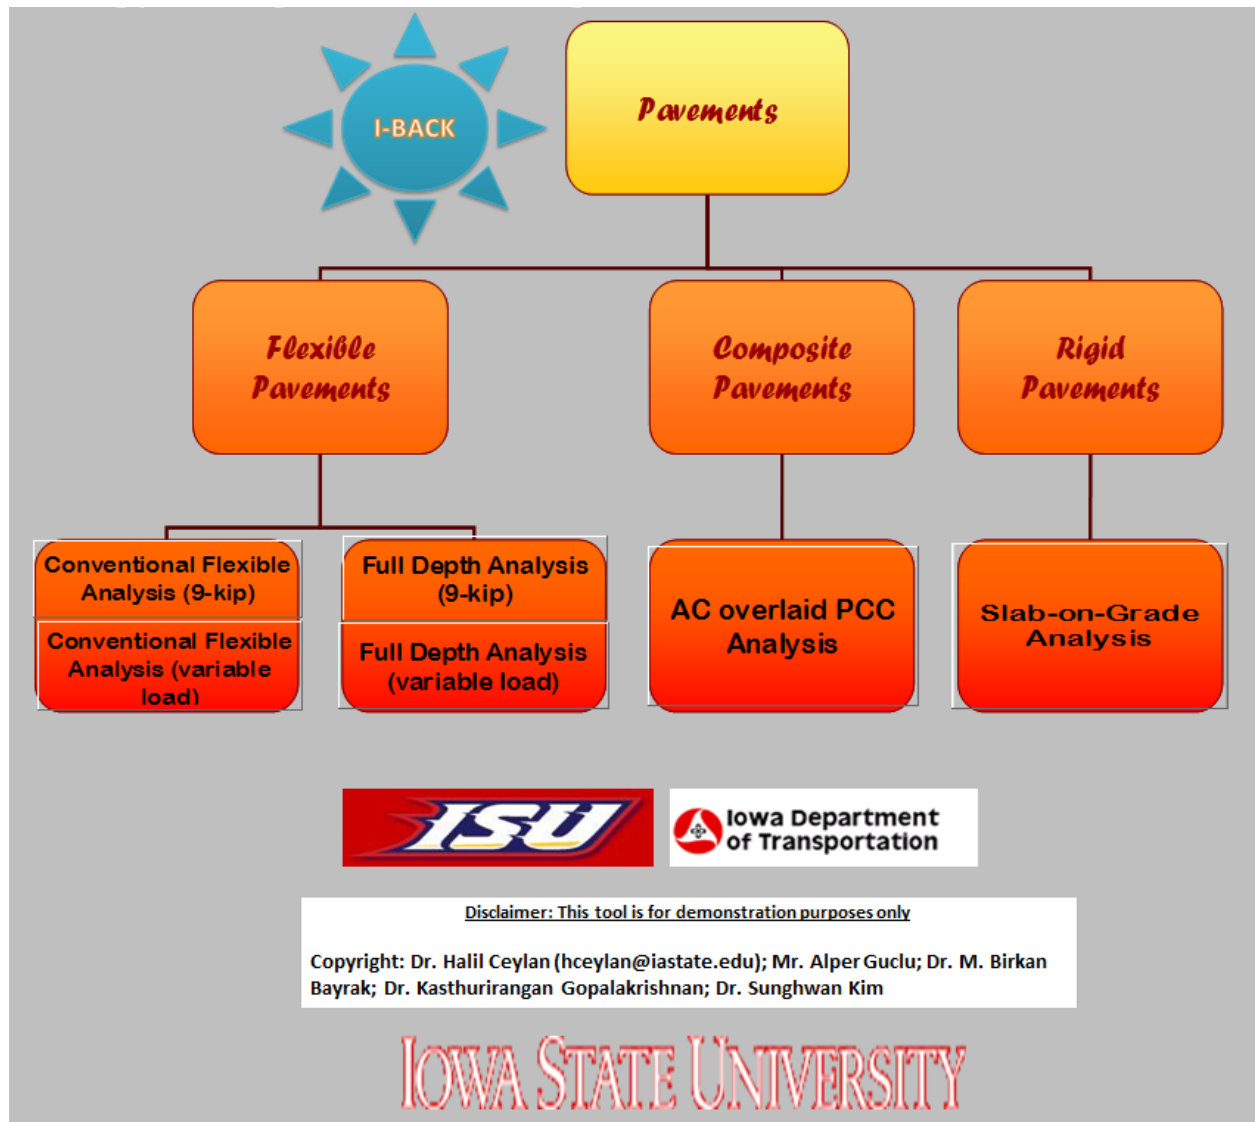 I-BACK
Pavements
Flexible
Pavements
Composite
Pavements
Rigid
Pavements
Conventional Flexible
Analysis (9-kip)
Conventional Flexible
Analysis (variable
load)
Full Depth Analysis
(9-kip)
Full Depth Analysis
(variable load)
AC overlaid PCC
Analysis
Slab-on-Grade
Analysis
ISU
Iowa Department
of Transportation
Disclaimer: This tool is for demonstration purposes only
Copyright: Dr. Halil Ceylan (hceylan@iastate.edu); Mr. Alper Guclu; Dr. M. Birkan
Bayrak; Dr. Kasthurirangan Gopalakrishnan; Dr. Sunghwan Kim
IOWA STATE UNIVERSITY